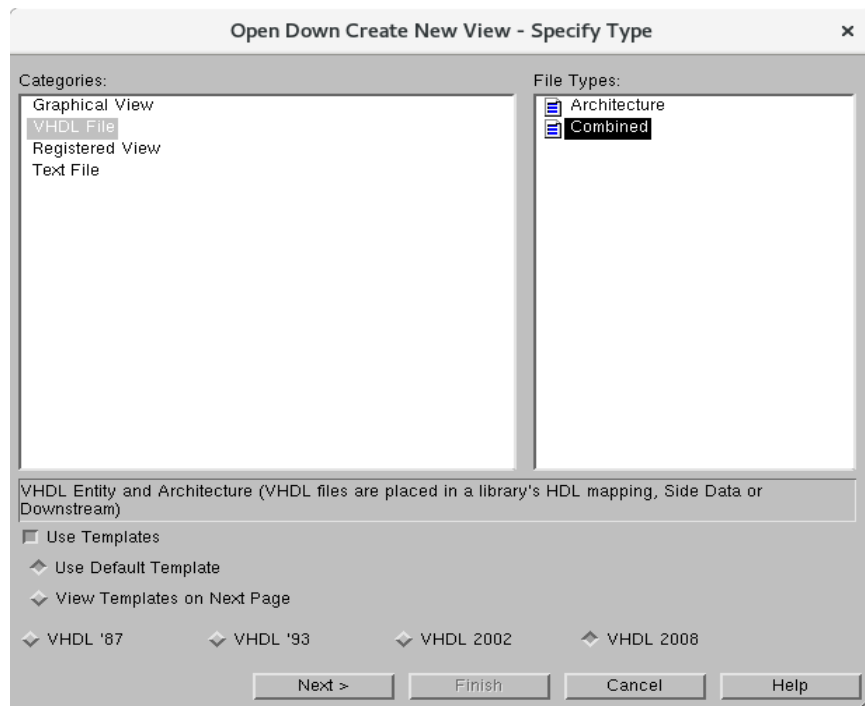 Open Down Create New View - Specify Type
Categories:
Graphical View
VHDL File
Registered View
Text File
File Types:
Architecture
Combined
VHDL Entity and Architecture (VHDL files are placed in a library's HDL mapping, Side Data or
Downstream)
Use Templates
Use Default Template
View Templates on Next Page
VHDL '87 VHDL '93 VHDL 2002 VHDL 2008
Next > Finish Cancel Help